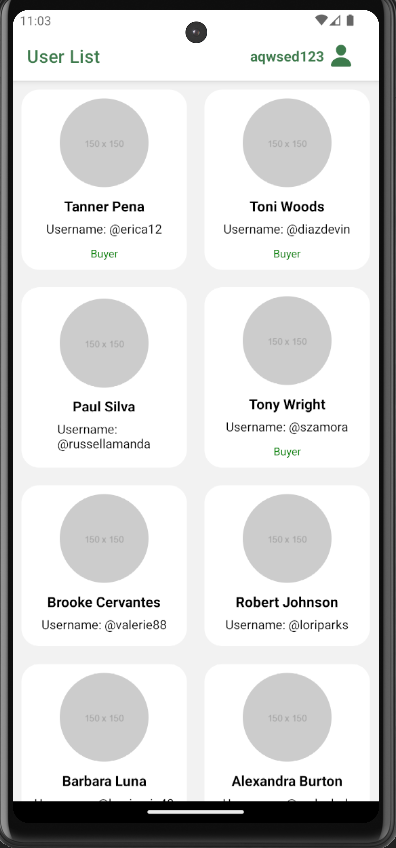 11:03
User List
aqwsed123
150 x 150
150 x 150
Tanner Pena
Toni Woods
Username: @erica12
Username: @diazdevin
Buyer
Buyer
150 x 150
150 x 150
Paul Silva
Tony Wright
Username:
@russellamanda
Username: @szamora
Buyer
150 x 150
150 x 150
Brooke Cervantes
Robert Johnson
Username: @valerie88
Username: @loriparks
150 x 150
150 x 150
Barbara Luna
Alexandra Burton